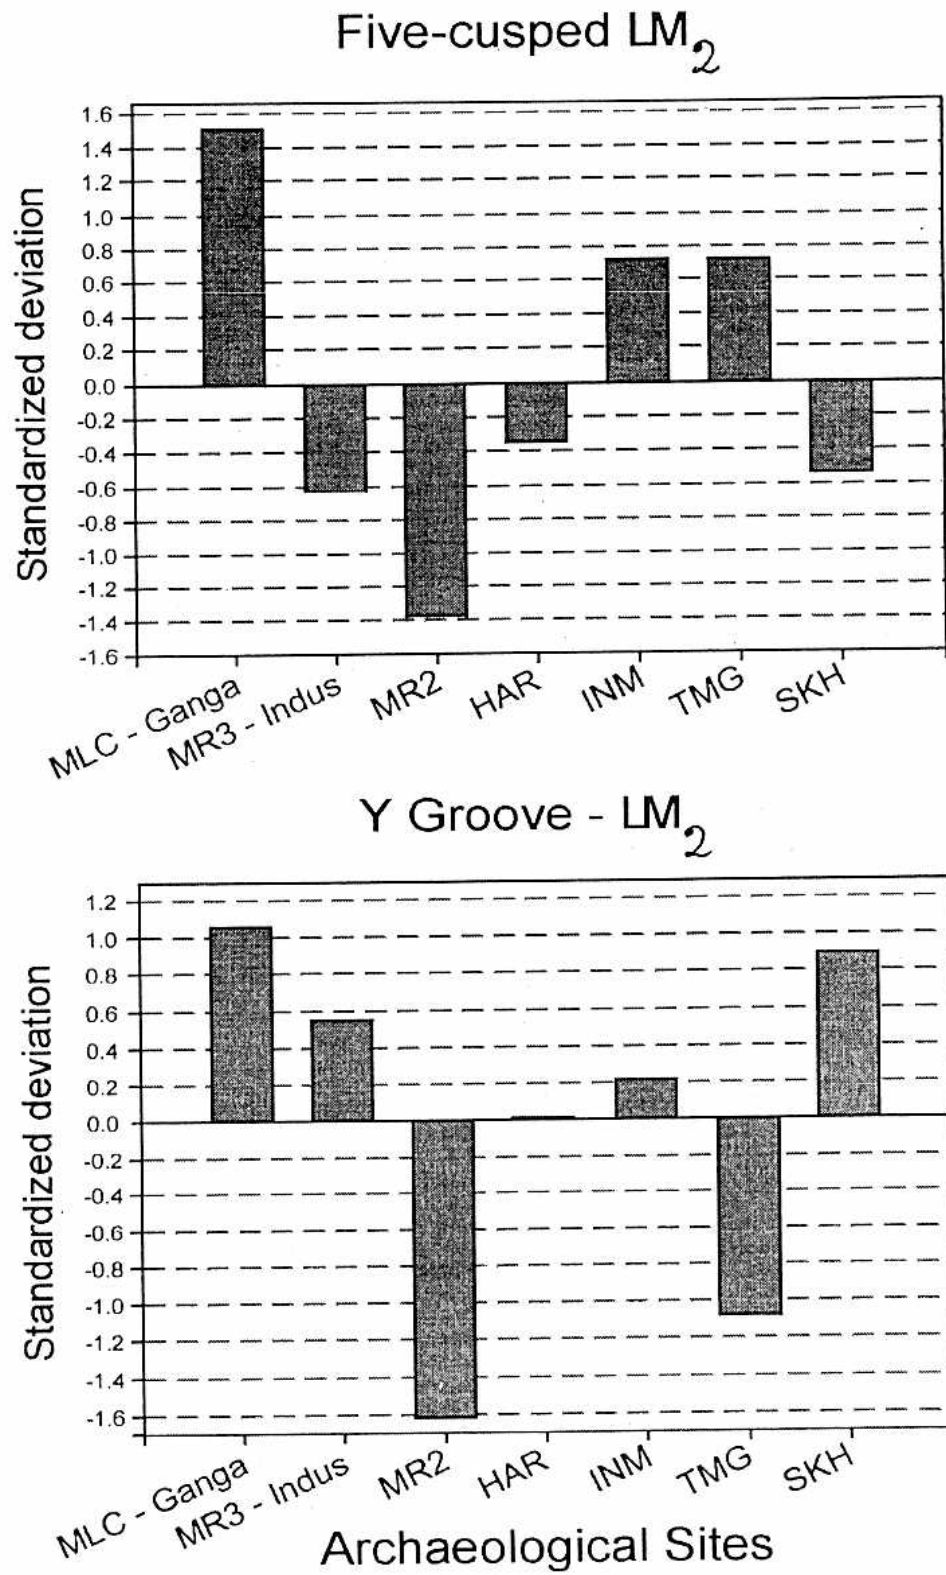 Five-cusped LM2
Standardized deviation
1.6
1.4
1.2
1.0
0.8
0.6
0.4
0.2
0.0
-0.2
-0.4
-0.6
-0.8
-1.0
-1.2
-1.4
-1.6
MLC - Ganga
MR3 - Indus
MR2
HAR
INM
TMG
SKH
Y Groove - LM2
Standardized deviation
1.2
1.0
0.8
0.6
0.4
0.2
0.0
-0.2
-0.4
-0.6
-0.8
-1.0
-1.2
-1.4
-1.6
MLC - Ganga
MR3 - Indus
MR2
HAR
INM
TMG
SKH
Archaeological Sites